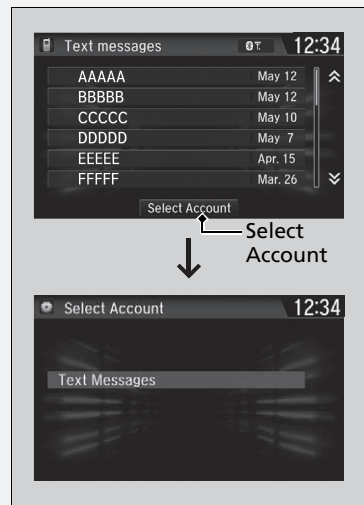 Text messages 12:34
AAAAA May 12
BBBBB May 12
CCCCC May 10
DDDDD May 7
EEEEE Apr. 15
FFFFF Mar. 26
Select Account
Select
Account
Select Account 12:34
Text Messages